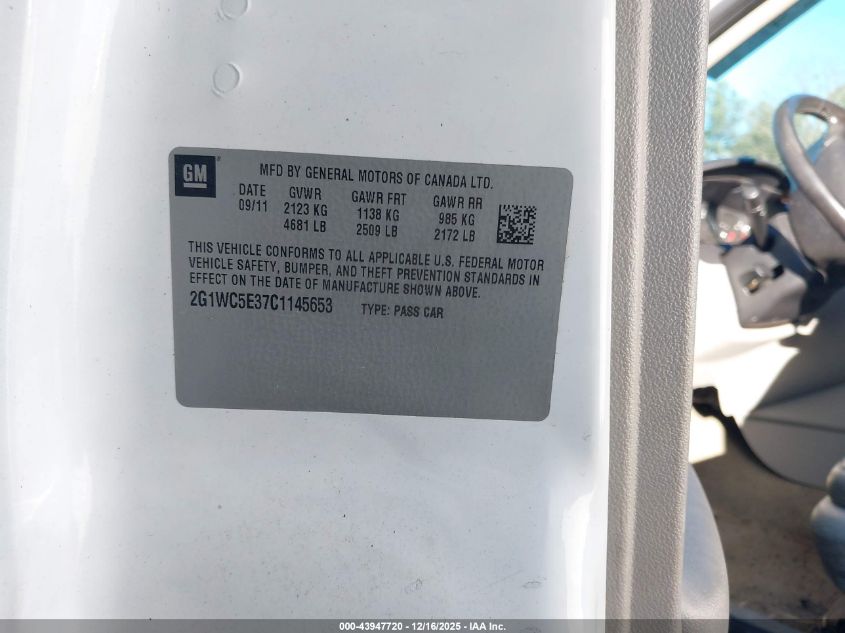 GM
MFD BY GENERAL MOTORS OF CANADA LTD.
DATE GVWR GAWR FRT GAWR RR
09/11 2123 KG 1138 KG 985 KG
4681 LB 2509 LB 2172 LB
THIS VEHICLE CONFORMS TO ALL APPLICABLE U.S. FEDERAL MOTOR
VEHICLE SAFETY, BUMPER, AND THEFT PREVENTION STANDARDS IN
EFFECT ON THE DATE OF MANUFACTURE SHOWN ABOVE.
2G1WC5E37C1145653 TYPE: PASS CAR
000-43947720 - 12/16/2025 - IAA Inc.